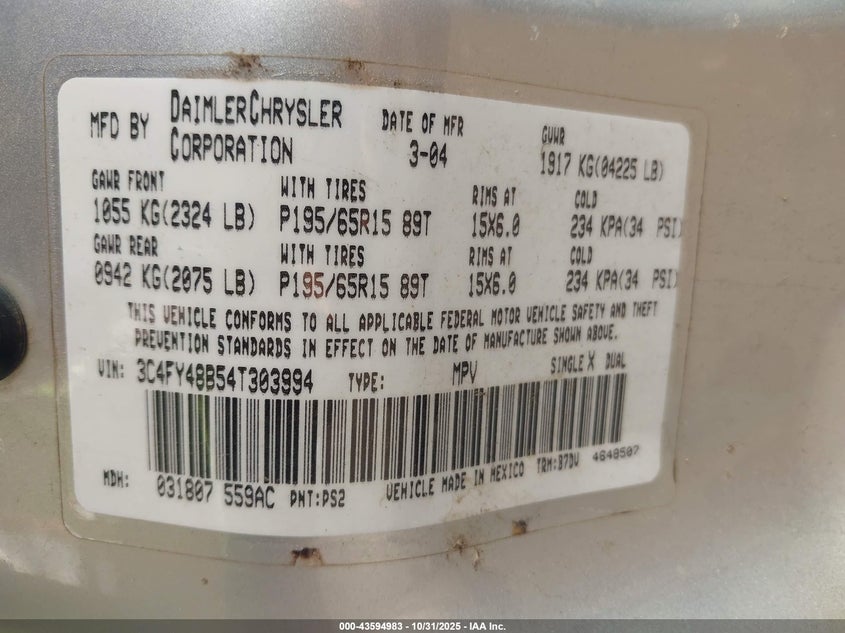 MFD BY DAIMLERCHRYSLER CORPORATION DATE OF MFR 3-04 GVWR 1917 KG(04225 LB)
GAWR FRONT WITH TIRES RIMS AT COLD
1055 KG(2324 LB) P195/65R15 89T 15X6.0 234 KPA(34 PSI)
GAWR REAR WITH TIRES RIMS AT COLD
0942 KG(2075 LB) P195/65R15 89T 15X6.0 234 KPA(34 PSI)
THIS VEHICLE CONFORMS TO ALL APPLICABLE FEDERAL MOTOR VEHICLE SAFETY AND THEFT
PREVENTION STANDARDS IN EFFECT ON THE DATE OF MANUFACTURE SHOWN ABOVE.
VIN: 3C4FY48B54T303994 TYPE: MPV SINGLE X DUAL
MDH: 031807 559AC PNT:PS2 VEHICLE MADE IN MEXICO TRM:B7DV 4648507
000-43594983 | 10/31/2025 - IAA Inc.